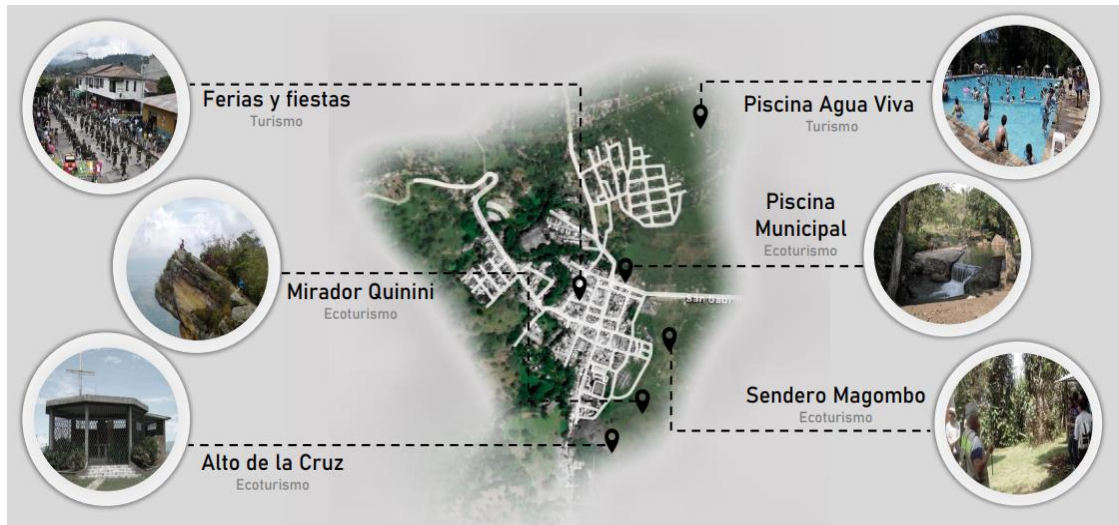 Ferias y fiestas
Turismo
Mirador Quinini
Ecoturismo
Alto de la Cruz
Ecoturismo
Piscina Agua Viva
Turismo
Piscina
Municipal
Ecoturismo
Sendero Magombo
Ecoturismo